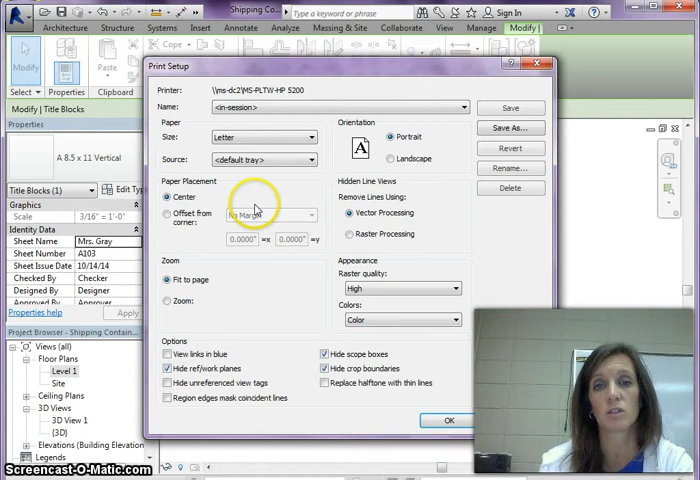 Shipping Co...
Type a keyword or phrase
Sign In
Architecture
Structure
Systems
Insert
Annotate
Analyze
Massing & Site
Collaborate
View
Manage
Modify |
Modify
Select
Properties
Paste
Clipboard
Cope
Modify | Title Blocks
Properties
A 8.5 x 11 Vertical
Title Blocks (1)
Edit Type
Graphics
Scale
3/16" = 1'-0"
Identity Data
Sheet Name
Mrs. Gray
Sheet Number
A103
Sheet Issue Date
10/14/14
Checked By
Checker
Designed By
Designer
Approved By
Approver
Properties help
Apply
Project Browser - Shipping Contain...
Views (all)
Floor Plans
Level 1
Site
Ceiling Plans
3D Views
3D View 1
{3D}
Elevations (Building Elevation)
Legends
Print Setup
Printer:
\\ms-dc2\MS-PLTW-HP 5200
Name:
<in-session>
Save
Save As...
Revert
Rename...
Delete
Paper
Size:
Letter
Source:
<default tray>
Orientation
A
Portrait
Landscape
Paper Placement
Center
Offset from corner:
No Margin
0.0000"
=x
0.0000"
=y
Hidden Line Views
Remove Lines Using:
Vector Processing
Raster Processing
Zoom
Fit to page
Zoom:
Appearance
Raster quality:
High
Colors:
Color
Options
View links in blue
Hide ref/work planes
Hide unreferenced view tags
Region edges mask coincident lines
Hide scope boxes
Hide crop boundaries
Replace halftone with thin lines
OK
Screencast-O-Matic.com